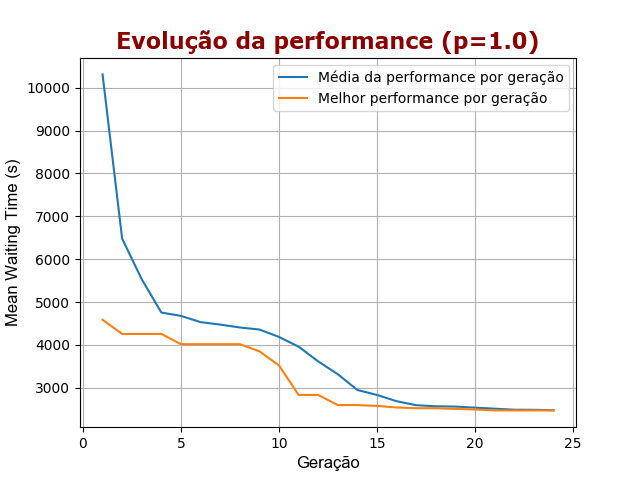 Evolução da performance (p=1.0)
Média da performance por geração
Melhor performance por geração
Mean Waiting Time (s)
10000
9000
8000
7000
6000
5000
4000
3000
0 5 10 15 20 25
Geração